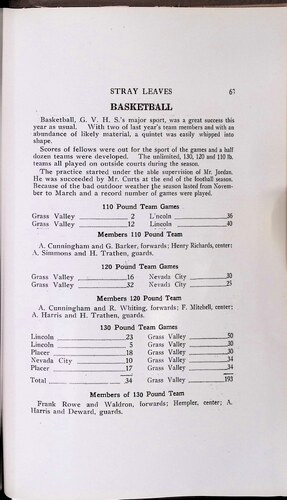 STRAY LEAVES 67
BASKETBALL
Basketball, G. V. H. S.'s major sport, was a great success this
year as usual. With two of last year's team members and with an
abundance of likely material, a quintet was easily whipped into
shape.
Scores of fellows were out for the sport of the games and a half
dozen teams were developed. The unlimited, 130, 120 and 110 lb.
teams all played on outside courts during the season.
The practice started under the able supervision of Mr. Jordan.
He was succeeded by Mr. Curts at the end of the football season.
Because of the bad outdoor weather the season lasted from Novem-
ber to March and a record number of games were played.
110 Pound Team Games
Grass Valley 2 Lincoln 36
Grass Valley 12 Lincoln 40
Members 110 Pound Team
A. Cunningham and G. Barker, forwards; Henry Richards, center;
A. Simmons and H. Trathen, guards.
120 Pound Team Games
Grass Valley 16 Nevada City 30
Grass Valley 32 Nevada City 25
Members 120 Pound Team
A. Cunningham and R. Whiting, forwards; F. Mitchell, center;
A. Harris and H. Trathen, guards.
130 Pound Team Games
Lincoln 23 Grass Valley 50
Lincoln 5 Grass Valley 30
Placer 18 Grass Valley 30
Nevada City 10 Grass Valley 34
Placer 17 Grass Valley 34
Total 34 Grass Valley 193
Members of 130 Pound Team
Frank Rowe and Waldron, forwards; Hempler, center; A.
Harris and Deward, guards.